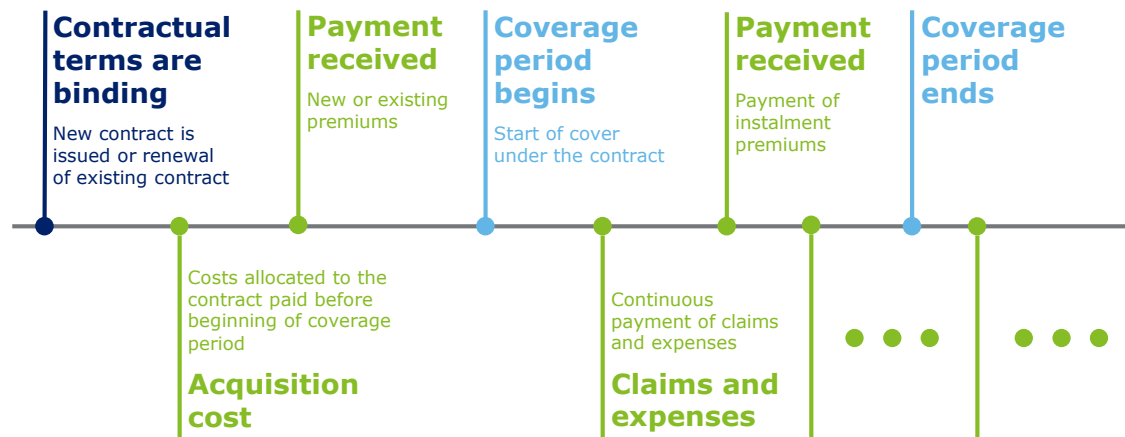 Contractual
terms are
binding
New contract is
issued or renewal
of existing contract
Payment
received
New or existing
premiums
Coverage
period
begins
Start of cover
under the contract
Payment
received
Payment of
instalment
premiums
Coverage
period
ends
Costs allocated to the
contract paid before
beginning of coverage
period
Acquisition
cost
Continuous
payment of claims
and expenses
Claims and
expenses